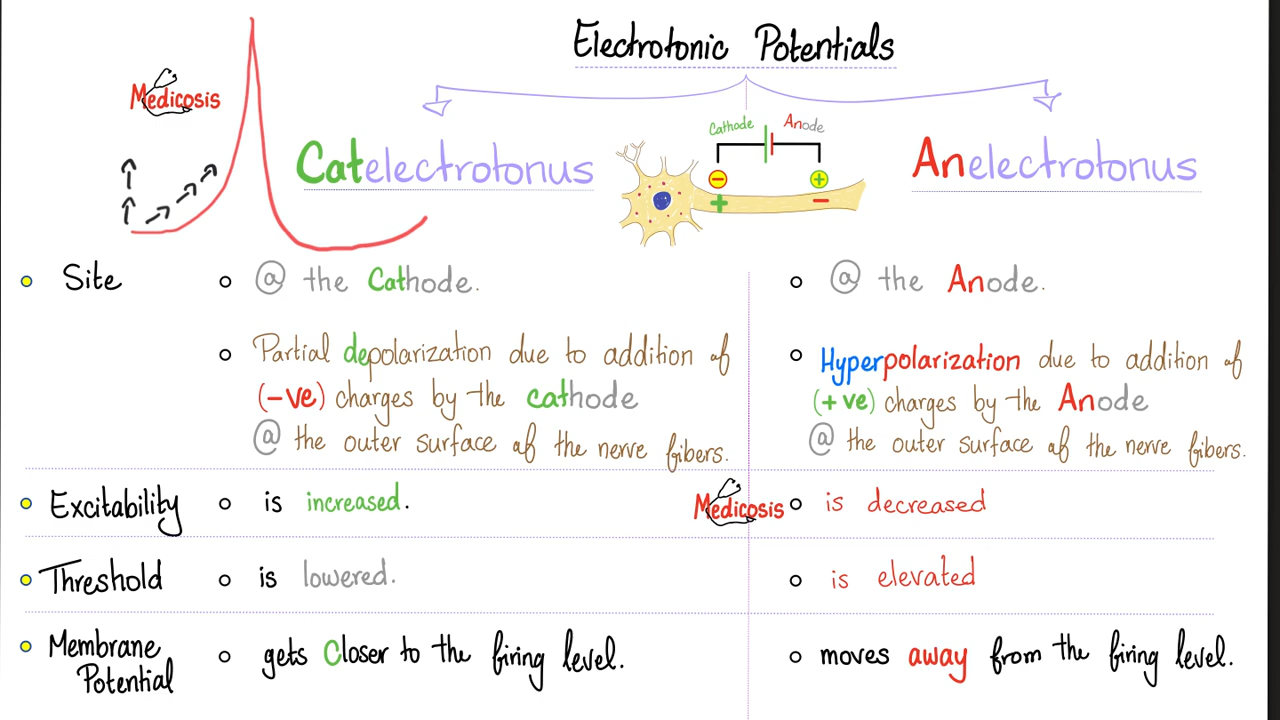 Electrotonic Potentials
Medicosis
Cathode
Anode
Catelectrotonus
Anelectrotonus
− +
+ −
Site
@ the Cathode.
@ the Anode.
Partial depolarization due to addition of
(-ve) charges by the cathode
@ the outer surface of the nerve fibers.
Hyperpolarization due to addition of
(+ve) charges by the Anode
@ the outer surface of the nerve fibers.
Excitability
is increased.
Medicosis
is decreased
Threshold
is lowered.
is elevated
Membrane
Potential
gets Closer to the firing level.
moves away from the firing level.